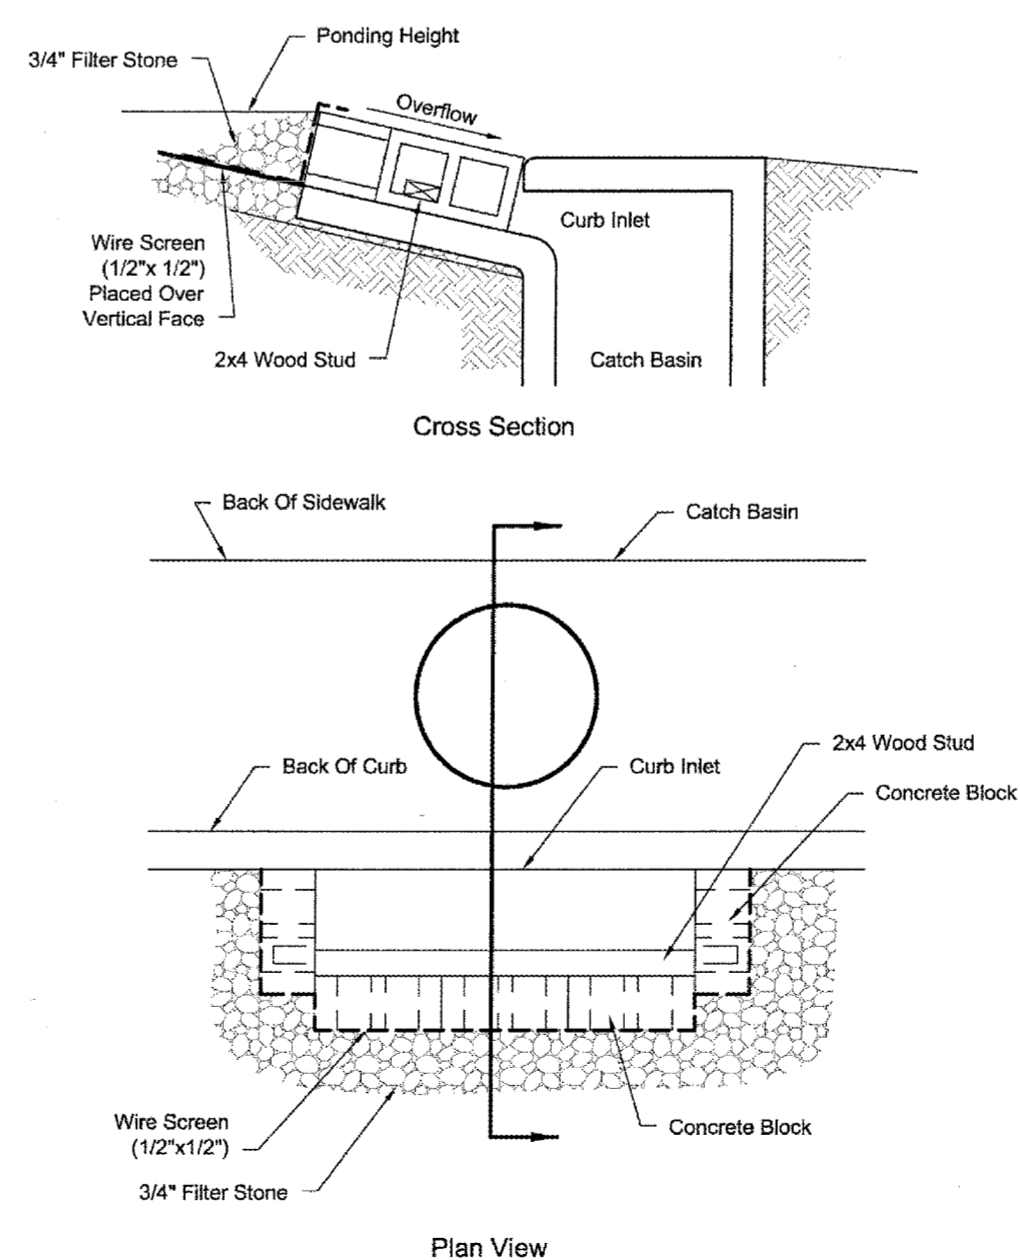 Ponding Height
3/4" Filter Stone
Overflow
Curb Inlet
Wire Screen
(1/2"x 1/2")
Placed Over
Vertical Face
2x4 Wood Stud
Catch Basin
Cross Section
Back Of Sidewalk
Catch Basin
2x4 Wood Stud
Back Of Curb
Curb Inlet
Concrete Block
Wire Screen
(1/2"x1/2")
Concrete Block
3/4" Filter Stone
Plan View